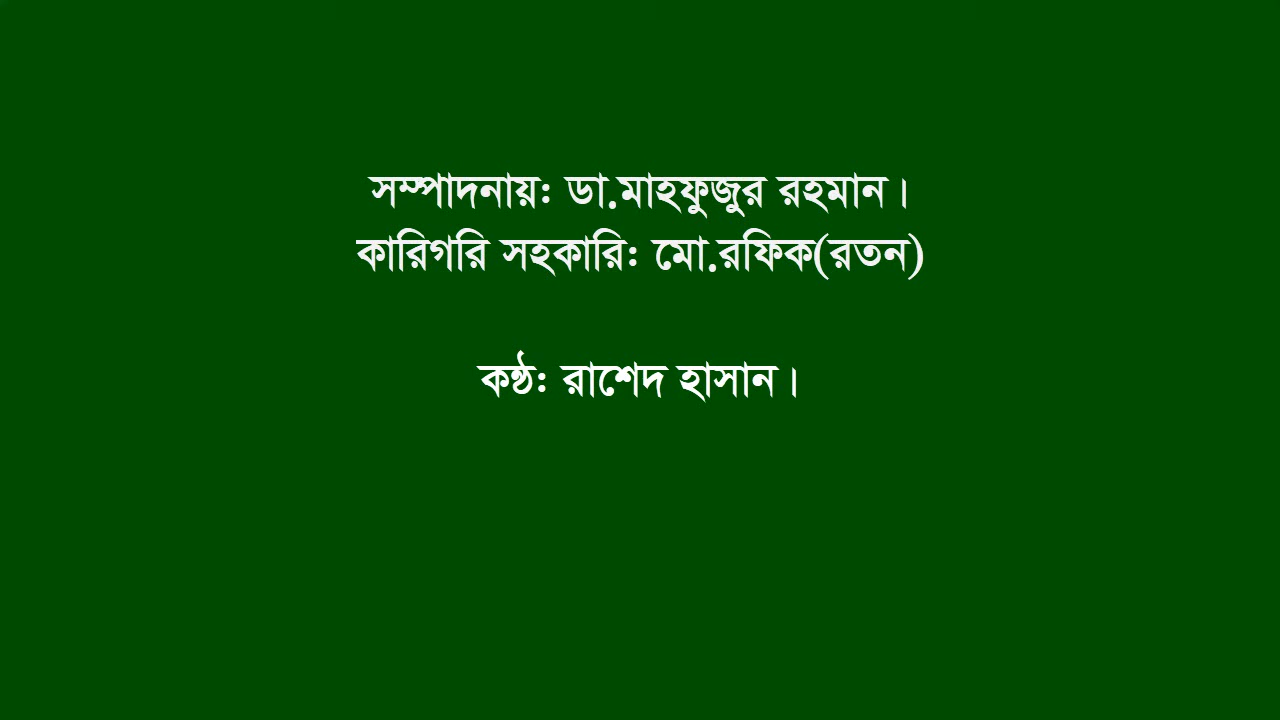 সম্পাদনায়: ডা.মাহফুজুর রহমান।
কারিগরি সহকারি: মো.রফিক(রতন)
কন্ঠ: রাশেদ হাসান।